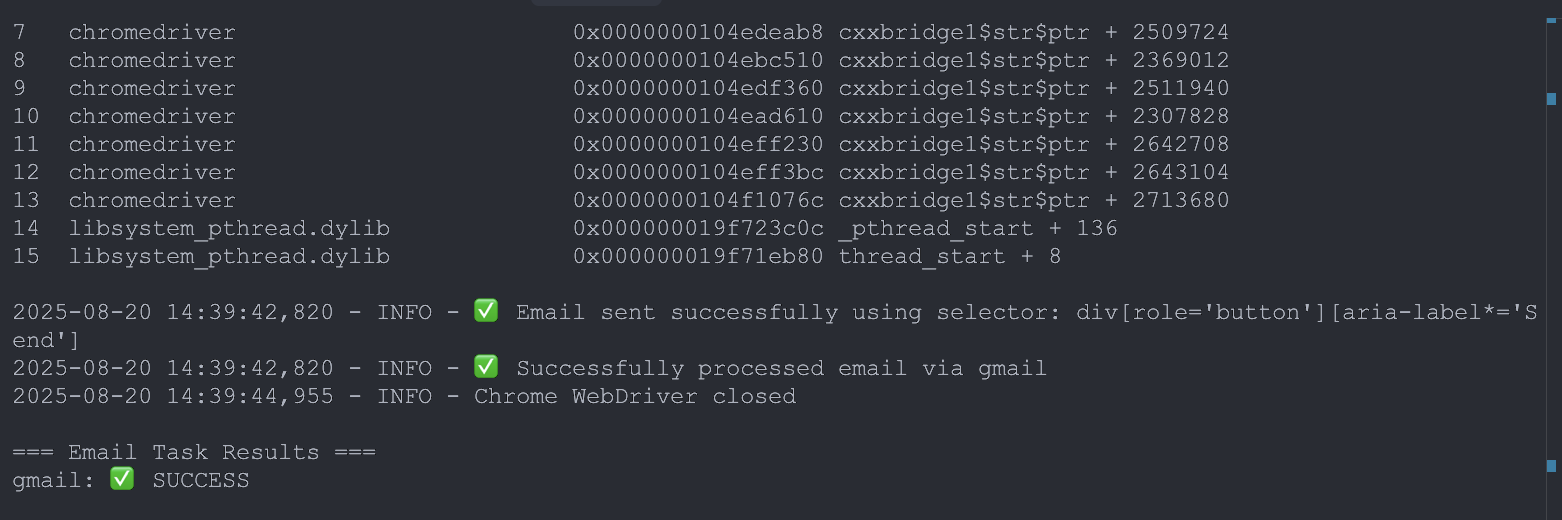 7 chromedriver 0x0000000104edeab8 cxxbridge1$str$ptr + 2509724
8 chromedriver 0x0000000104ebc510 cxxbridge1$str$ptr + 2369012
9 chromedriver 0x0000000104edf360 cxxbridge1$str$ptr + 2511940
10 chromedriver 0x0000000104ead610 cxxbridge1$str$ptr + 2307828
11 chromedriver 0x0000000104eff230 cxxbridge1$str$ptr + 2642708
12 chromedriver 0x0000000104eff3bc cxxbridge1$str$ptr + 2643104
13 chromedriver 0x0000000104f1076c cxxbridge1$str$ptr + 2713680
14 libsystem_pthread.dylib 0x000000019f723c0c _pthread_start + 136
15 libsystem_pthread.dylib 0x000000019f71eb80 thread_start + 8
2025-08-20 14:39:42,820 - INFO - ✅ Email sent successfully using selector: div[role='button'][aria-label*='S
end']
2025-08-20 14:39:42,820 - INFO - ✅ Successfully processed email via gmail
2025-08-20 14:39:44,955 - INFO - Chrome WebDriver closed
=== Email Task Results ===
gmail: ✅ SUCCESS